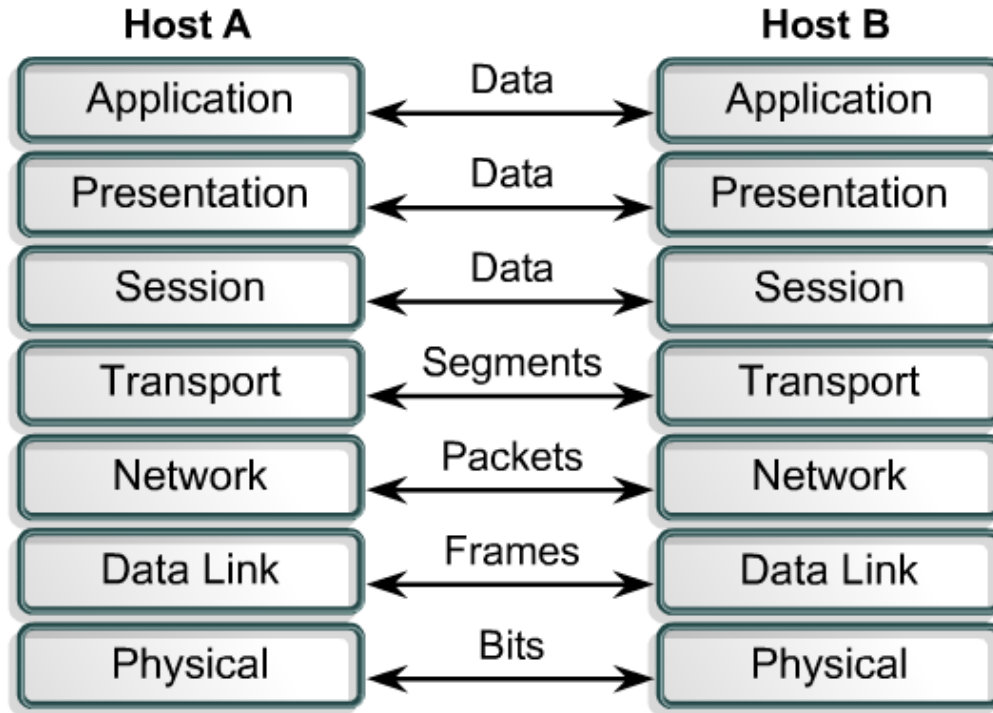 Host A Host B
Application Data Application
Presentation Data Presentation
Session Data Session
Transport Segments Transport
Network Packets Network
Data Link Frames Data Link
Physical Bits Physical